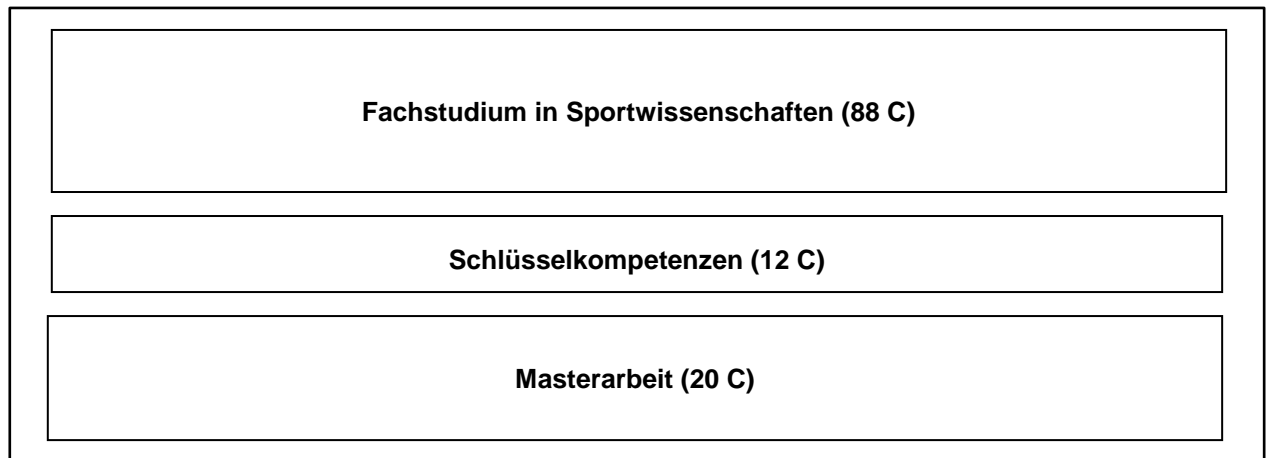 Fachstudium in Sportwissenschaften (88 C)
Schlüsselkompetenzen (12 C)
Masterarbeit (20 C)